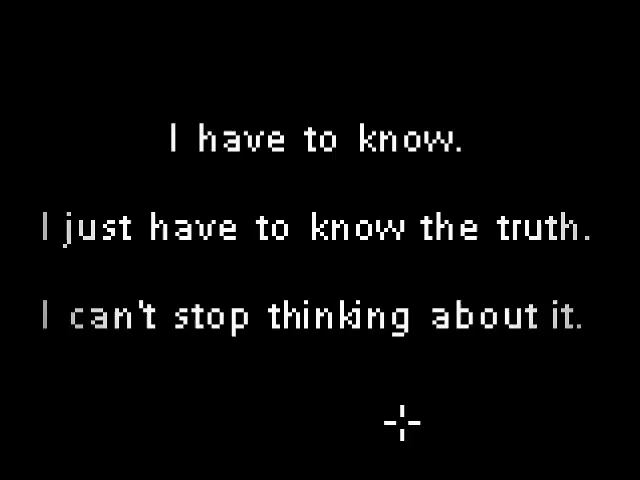 I have to know.
I just have to know the truth.
I can't stop thinking about it.